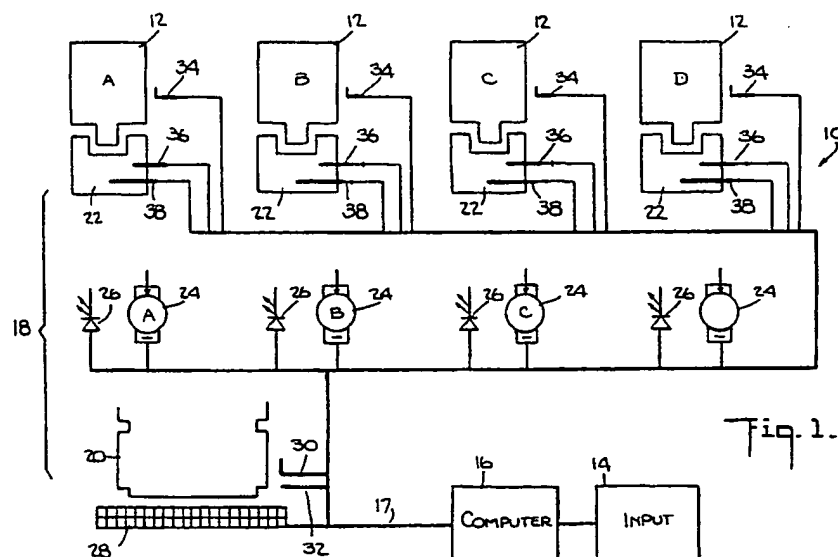 12 12 12 12
A B C D
34 34 34 34
10
36 36 36 36
22 22 22 22
38 38 38 38
18
26 24 26 24 26 24 26 24
A B C
20
30
32
28
17
16
COMPUTER
14
INPUT
Fig. 1.